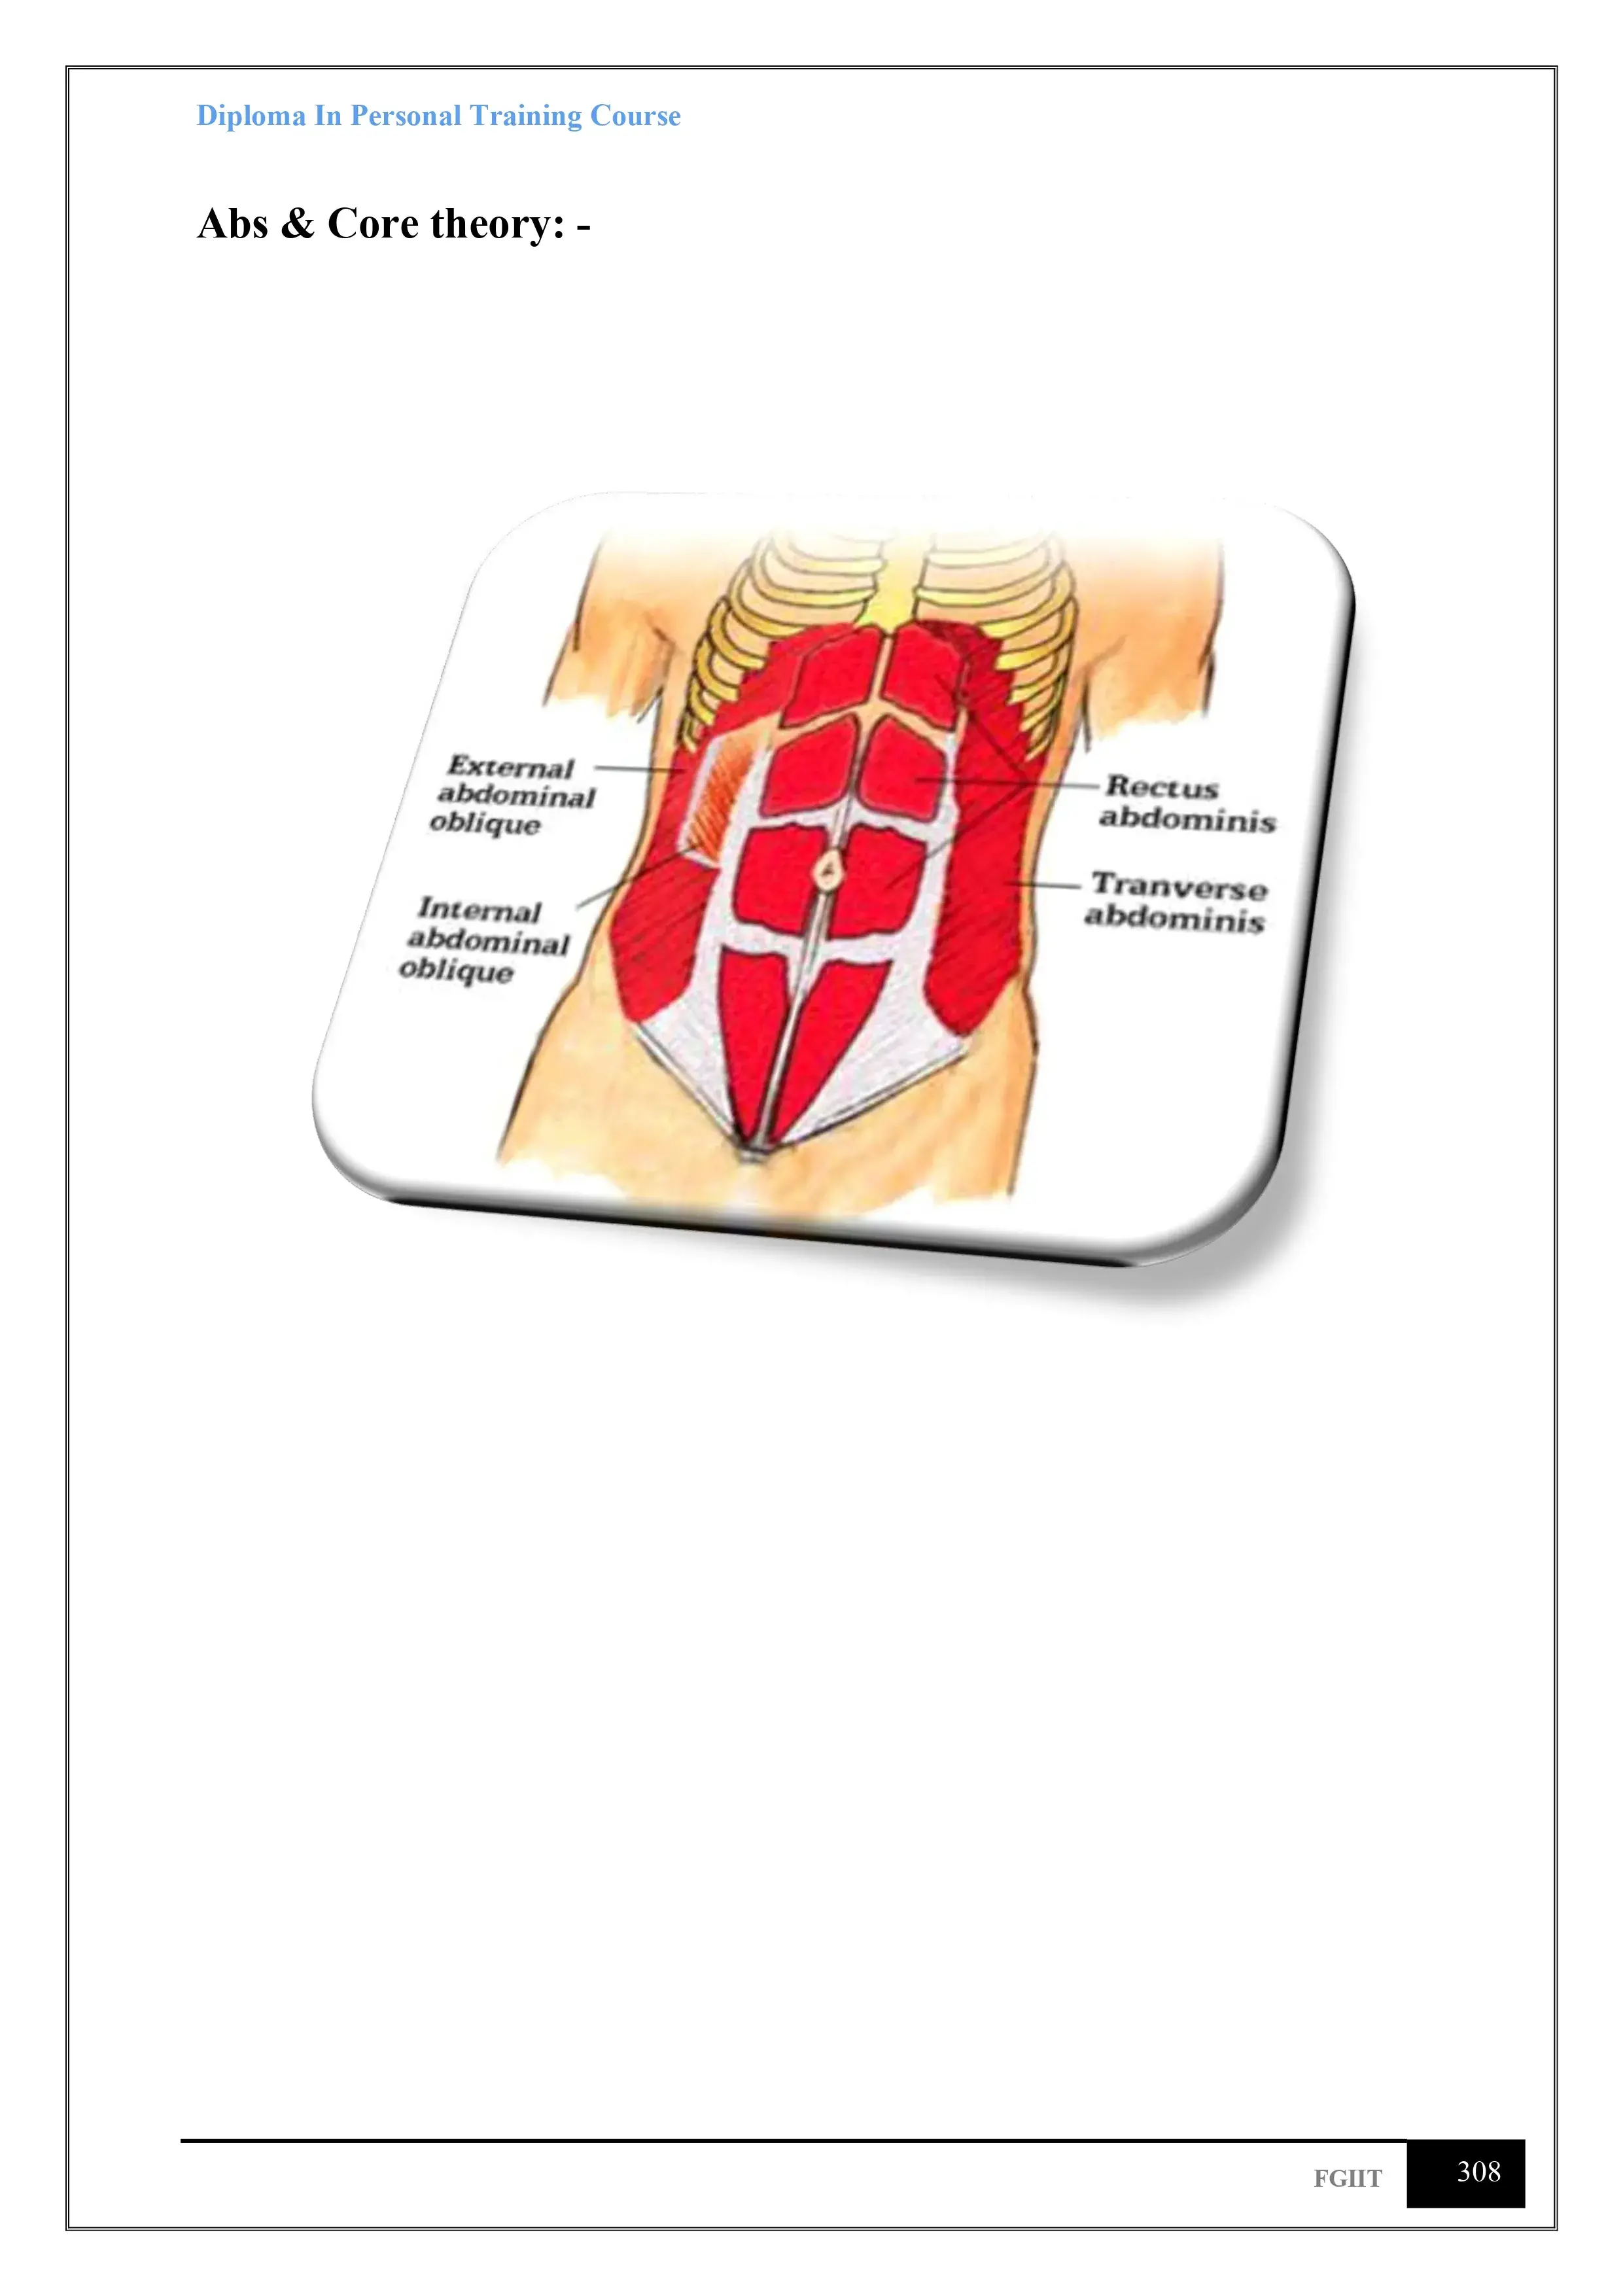 Diploma In Personal Training Course
Abs & Core theory: -
External
abdominal
oblique
Internal
abdominal
oblique
Rectus
abdominis
Tranverse
abdominis
FGIIT
308